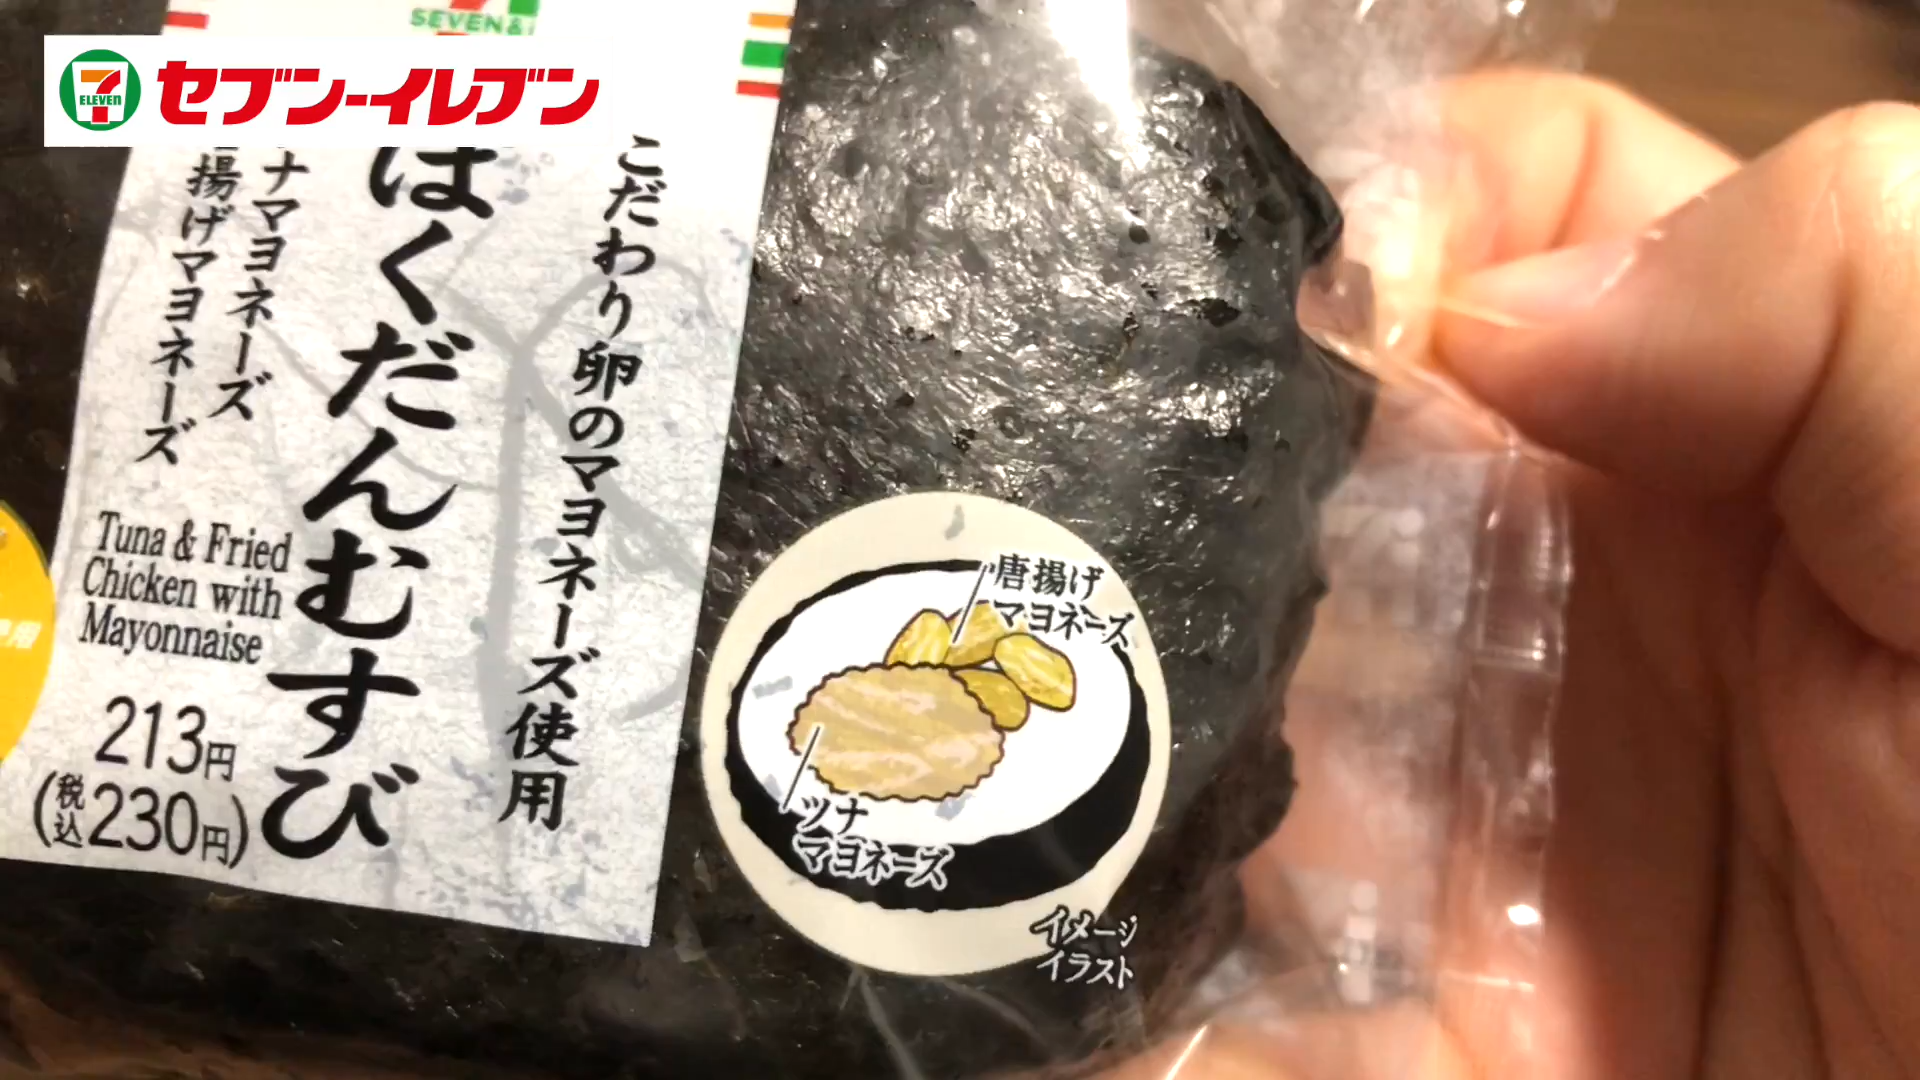 SEVEN&i
7
ELEVEN
セブン-イレブン
こだわり卵のマヨネーズ使用
ばくだんむすび
ナマヨネーズ
揚げマヨネーズ
Tuna & Fried
Chicken with
Mayonnaise
213円
(税込230円)
唐揚げ
マヨネーズ
ツナ
マヨネーズ
イメージ
イラスト